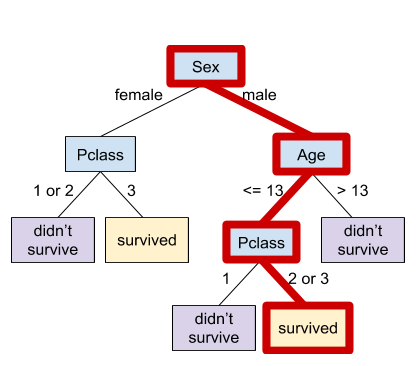 Sex
female
male
Pclass
Age
1 or 2
3
<= 13
> 13
didn't
survive
survived
Pclass
didn't
survive
1
2 or 3
didn't
survive
survived